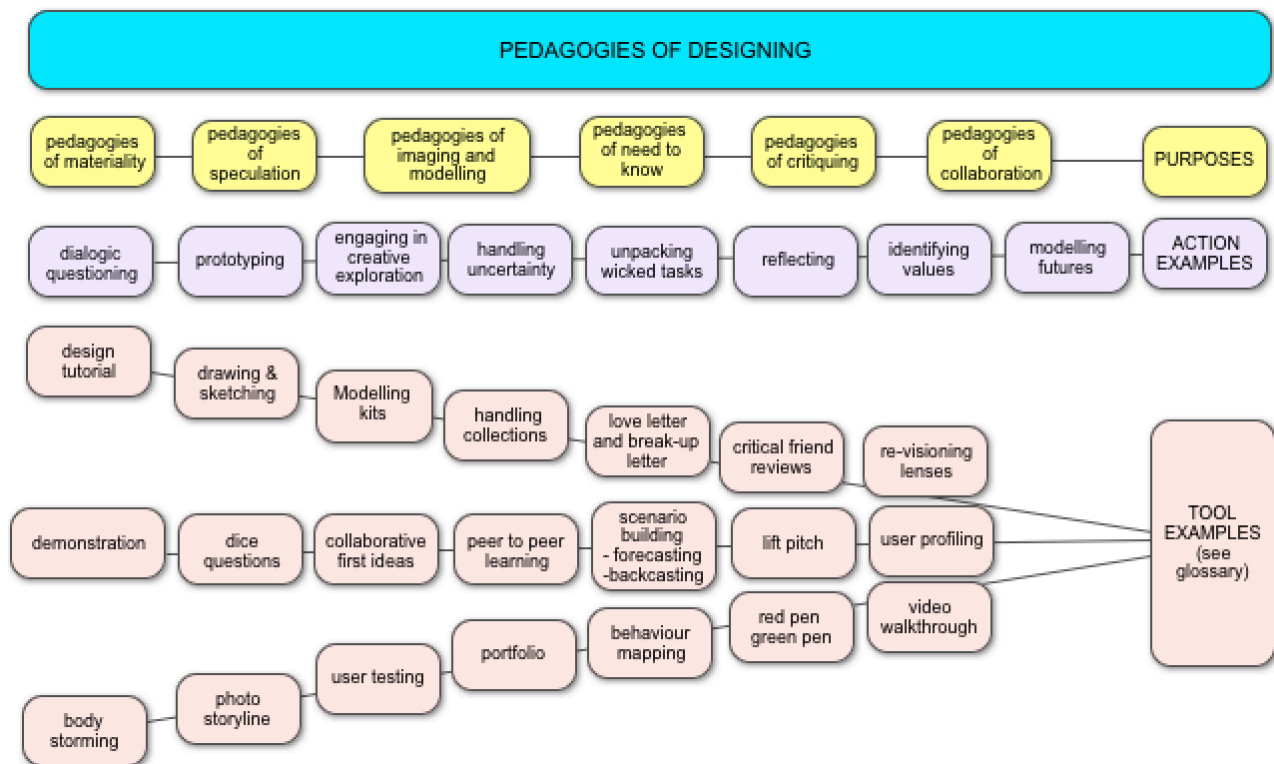 PEDAGOGIES OF DESIGNING
pedagogies
of materiality
pedagogies
of
speculation
pedagogies of
imaging and
modelling
pedagogies
of need to
know
pedagogies
of critiquing
pedagogies
of
collaboration
PURPOSES
dialogic
questioning
prototyping
engaging in
creative
exploration
handling
uncertainty
unpacking
wicked tasks
reflecting
identifying
values
modelling
futures
ACTION
EXAMPLES
design
tutorial
drawing &
sketching
Modelling
kits
handling
collections
love letter
and break-up
letter
critical friend
reviews
re-visioning
lenses
demonstration
dice
questions
collaborative
first ideas
peer to peer
learning
scenario
building
- forecasting
-backcasting
lift pitch
user profiling
TOOL
EXAMPLES
(see
glossary)
body
storming
photo
storyline
user testing
portfolio
behaviour
mapping
red pen
green pen
video
walkthrough